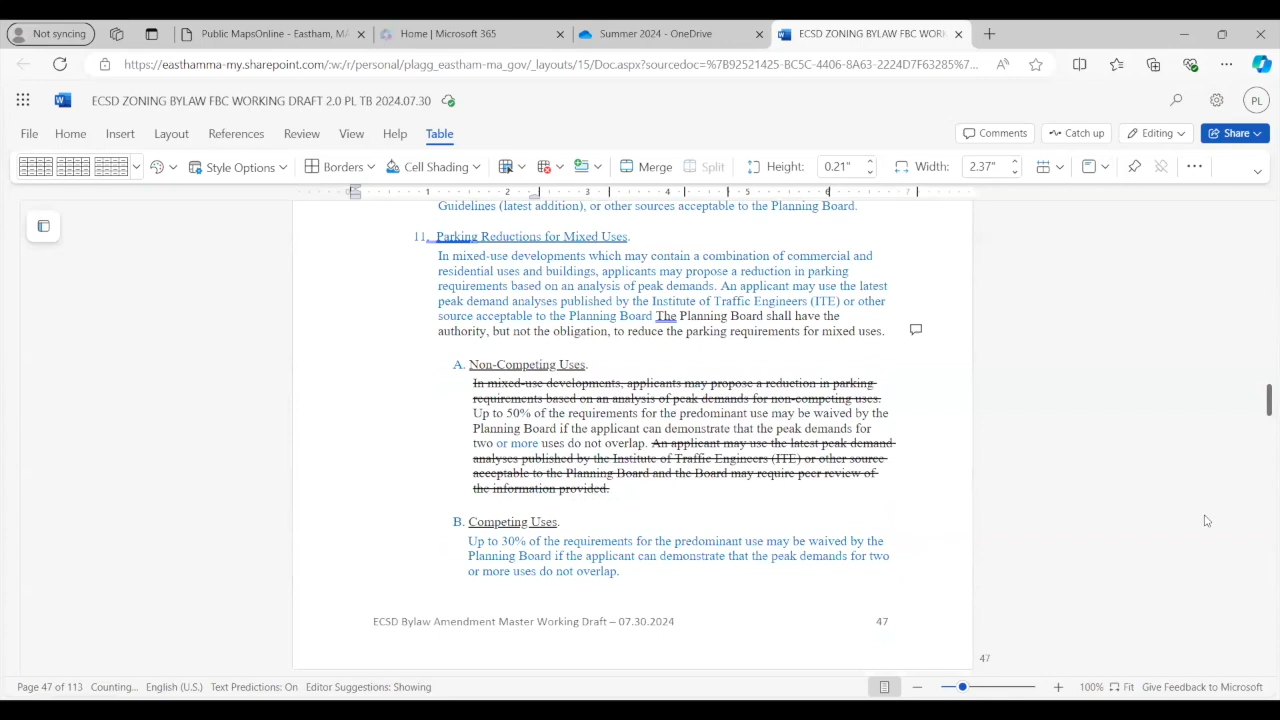 Not syncing
Public MapsOnline - Eastham, MA
Home | Microsoft 365
Summer 2024 - OneDrive
ECSD ZONING BYLAW FBC WORK
https://easthamma-my.sharepoint.com/:w:/r/personal/plagg_eastham-ma_gov/_layouts/15/Doc.aspx?sourcedoc=%7B92521425-BC5C-4406-8A63-2224D7F63285%7...
ECSD ZONING BYLAW FBC WORKING DRAFT 2.0 PL TB 2024.07.30
PL
File Home Insert Layout References Review View Help Table
Comments Catch up Editing Share
Style Options Borders Cell Shading Merge Split Height: 0.21" Width: 2.37"
1 2 3 4 5 6 7
Guidelines (latest addition), or other sources acceptable to the Planning Board.
11. Parking Reductions for Mixed Uses.
In mixed-use developments which may contain a combination of commercial and
residential uses and buildings, applicants may propose a reduction in parking
requirements based on an analysis of peak demands. An applicant may use the latest
peak demand analyses published by the Institute of Traffic Engineers (ITE) or other
source acceptable to the Planning Board The Planning Board shall have the
authority, but not the obligation, to reduce the parking requirements for mixed uses.
A. Non-Competing Uses.
In mixed-use developments, applicants may propose a reduction in parking
requirements based on an analysis of peak demands for non-competing uses.
Up to 50% of the requirements for the predominant use may be waived by the
Planning Board if the applicant can demonstrate that the peak demands for
two or more uses do not overlap. An applicant may use the latest peak demand
analyses published by the Institute of Traffic Engineers (ITE) or other source
acceptable to the Planning Board and the Board may require peer review of
the information provided.
B. Competing Uses.
Up to 30% of the requirements for the predominant use may be waived by the
Planning Board if the applicant can demonstrate that the peak demands for two
or more uses do not overlap.
ECSD Bylaw Amendment Master Working Draft – 07.30.2024 47
47
Page 47 of 113 Counting... English (U.S.) Text Predictions: On Editor Suggestions: Showing
100% Fit Give Feedback to Microsoft